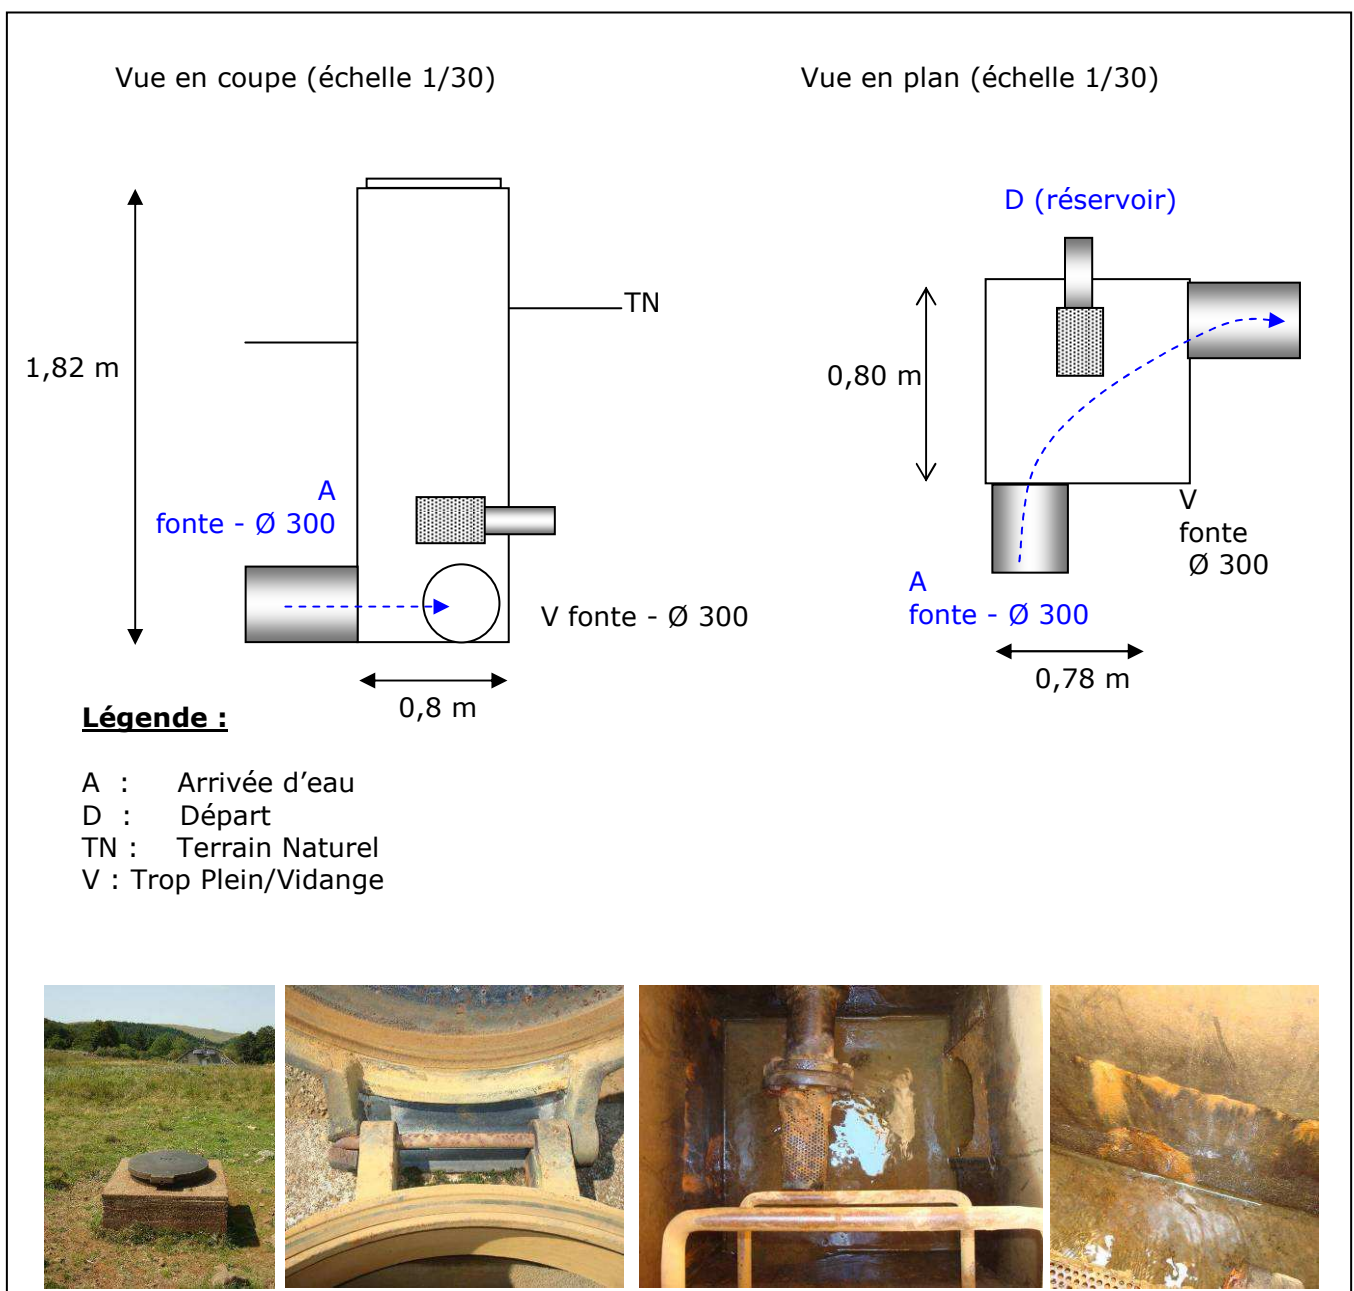 Vue en coupe (échelle 1/30)
Vue en plan (échelle 1/30)
TN
1,82 m
A
fonte - Ø 300
V fonte - Ø 300
0,8 m
D (réservoir)
0,80 m
V
fonte
Ø 300
A
fonte - Ø 300
0,78 m
Légende :
A : Arrivée d'eau
D : Départ
TN : Terrain Naturel
V : Trop Plein/Vidange